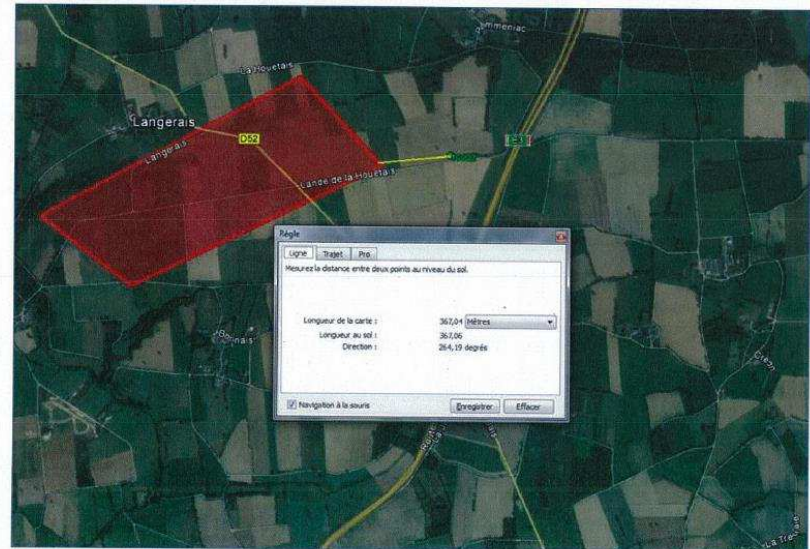 La Houetais
Langerais
Langerais
D52
Lande de la Houetais
Règle
Ligne Trajet Pro
Mesurez la distance entre deux points au niveau du sol.
Longueur de la carte : 367,04 Mètres
Longueur au sol : 367,06
Direction : 264,19 degrés
Navigation à la souris
Enregistrer Effacer